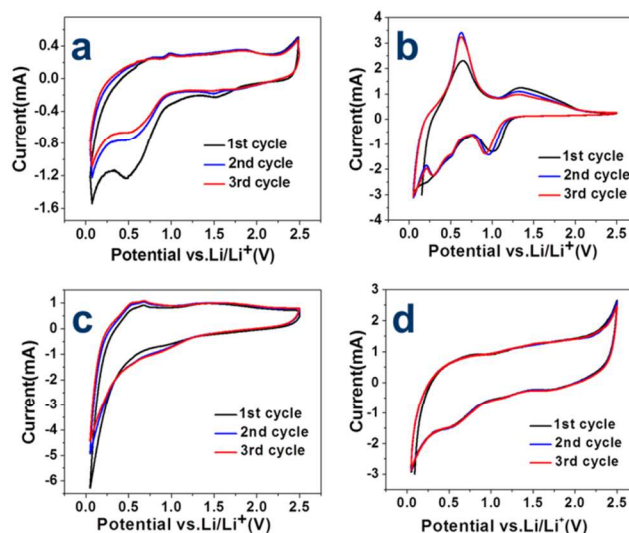 a
Current(mA)
0.4
0.0
-0.4
-0.8
-1.2
-1.6
1st cycle
2nd cycle
3rd cycle
0.0 0.5 1.0 1.5 2.0 2.5
Potential vs.Li/Li+(V)
b
Current(mA)
4
3
2
1
0
-1
-2
-3
-4
1st cycle
2nd cycle
3rd cycle
0.0 0.5 1.0 1.5 2.0 2.5
Potential vs.Li/Li+(V)
c
Current(mA)
1
0
-1
-2
-3
-4
-5
-6
1st cycle
2nd cycle
3rd cycle
0.0 0.5 1.0 1.5 2.0 2.5
Potential vs.Li/Li+(V)
d
Current(mA)
3
2
1
0
-1
-2
-3
1st cycle
2nd cycle
3rd cycle
0.0 0.5 1.0 1.5 2.0 2.5
Potential vs.Li/Li+(V)